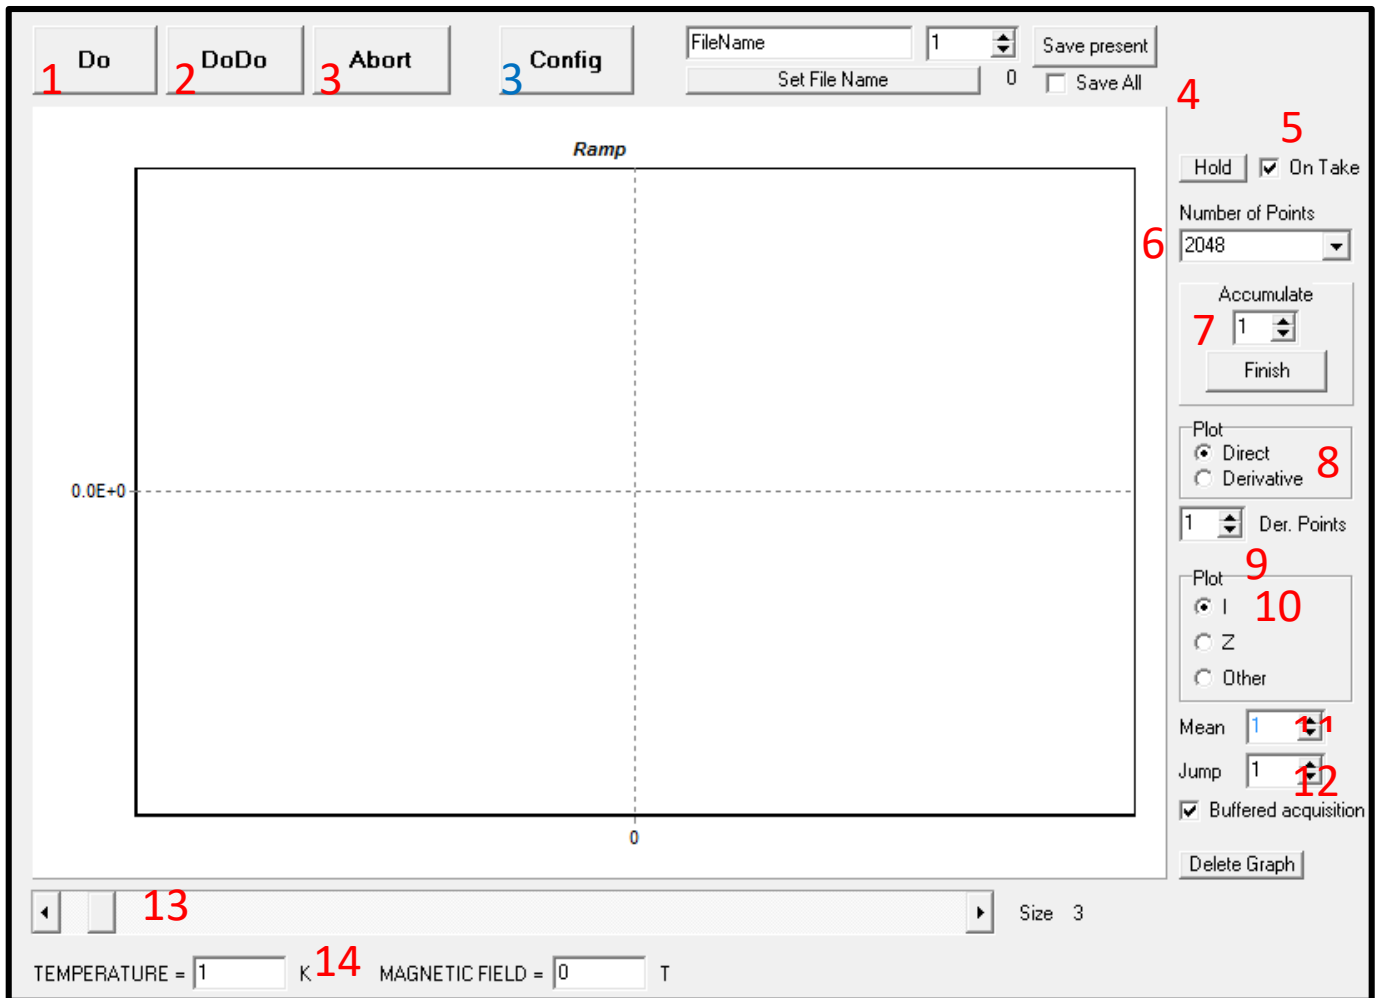 Do
DoDo
Abort
Config
FileName
1
Save present
1
2
3
3
Set File Name
0
Save All
4
5
Ramp
Hold
On Take
Number of Points
6
2048
Accumulate
7
1
Finish
Plot
Direct
8
Derivative
0.0E+0
1
Der. Points
9
Plot
10
I
Z
Other
Mean
1
11
Jump
1
12
Buffered acquisition
0
Delete Graph
13
Size 3
TEMPERATURE = 1 K
14
MAGNETIC FIELD = 0 T